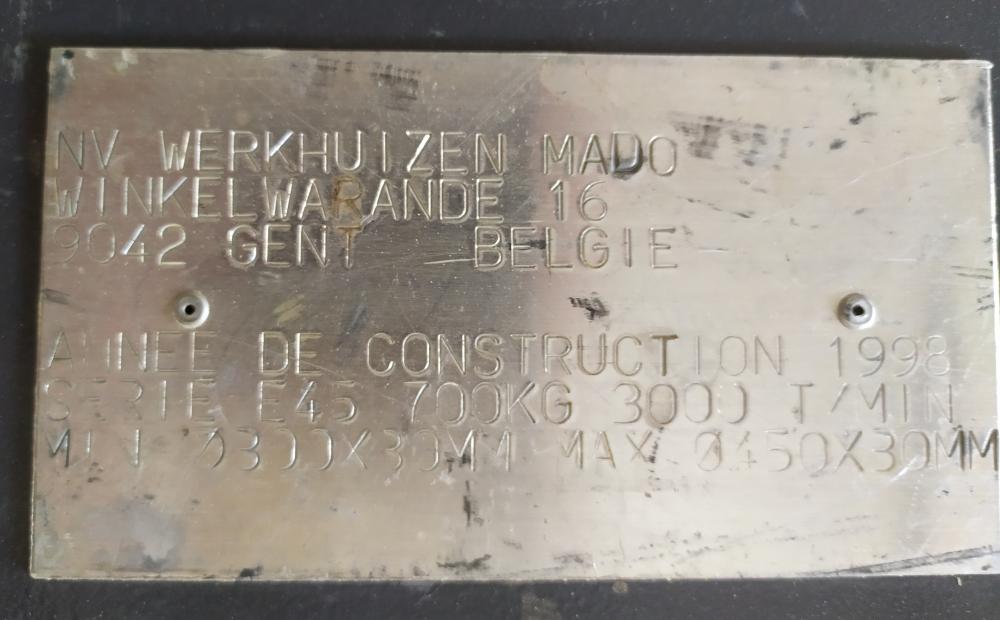 NV WERKHUIZEN MADO
WINKELWARANDE 16
9042 GENT BELGIE
ANNEE DE CONSTRUCTION 1998
SERIE E45 700KG 3000 T/MIN
MIN Ø300X30MM MAX Ø450X30MM